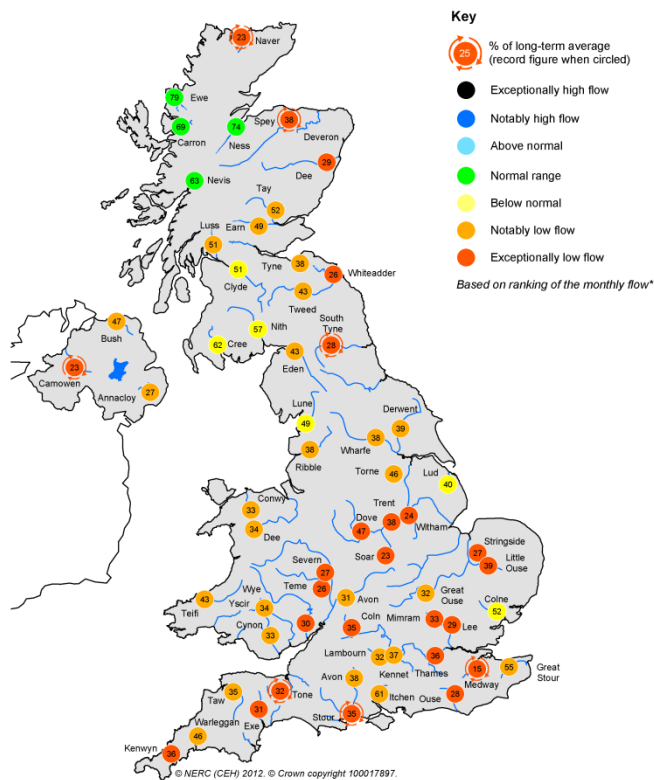 Key
25
% of long-term average
(record figure when circled)
Exceptionally high flow
Notably high flow
Above normal
Normal range
Below normal
Notably low flow
Exceptionally low flow
Based on ranking of the monthly flow*
23
Naver
79
Ewe
69
Carron
74
Ness
Spey
38
Deveron
29
Dee
63
Nevis
Tay
52
Luss
Earn
49
51
Tyne
38
Whiteadder
26
51
Clyde
43
Tweed
57
Nith
62
Cree
South
Tyne
28
43
Eden
47
Bush
23
Camowen
27
Annacloy
Lune
49
Derwent
39
38
Wharfe
38
Ribble
Torne
46
Lud
40
Conwy
33
34
Dee
Trent
24
Dove
38
47
Witham
Soar
23
Stringside
27
39
Little
Ouse
Severn
27
Teme
26
Wye
43
Teifi
Yscir
34
Cynon
33
30
31
Avon
32
Great
Ouse
Colne
52
Coln
35
Mimram
33
29
Lee
Lambourn
32
37
Kennet
36
Thames
15
Medway
55
Great
Stour
Avon
38
61
Itchen
Ouse
28
Taw
35
32
Tone
31
Exe
Stour
35
Warleggan
46
Kenwyn
36
© NERC (CEH) 2012. © Crown copyright 100017897.